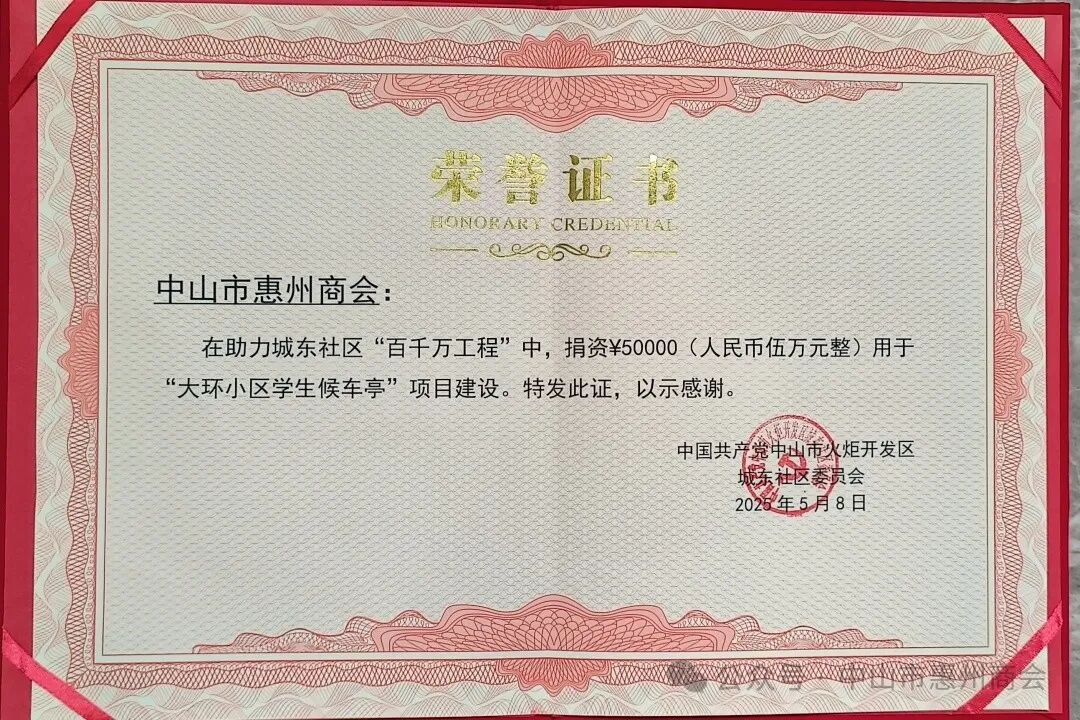 荣誉证书
HONORARY CREDENTIAL
中山市惠州商会：
在助力城东社区“百千万工程”中，捐资¥50000（人民币伍万元整）用于
“大环小区学生候车亭”项目建设。特发此证，以示感谢。
中国共产党中山市火炬开发区
城东社区委员会
2025年5月8日
公众号 · 中山市惠州商会